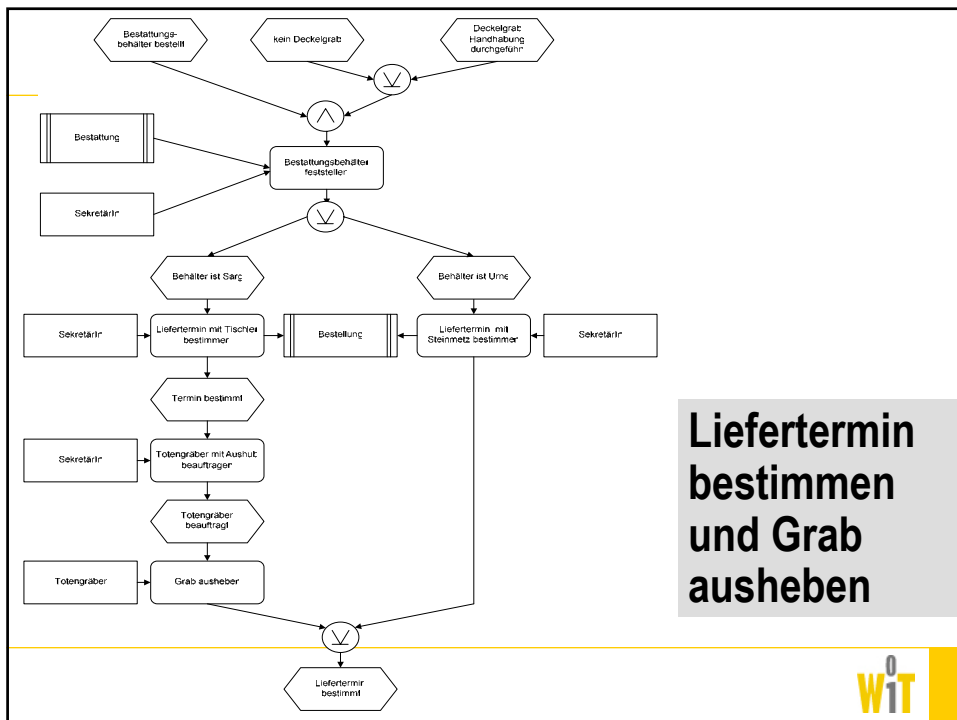 Bestattungs-
behälter bestellt
kein Deckelgrab
Deckelgrab
Handhabung
durchgeführt
Bestattung
Bestattungsbehälter
feststellen
SekretärIn
Behälter ist Sarg
Behälter ist Urne
SekretärIn
Liefertermin mit Tischler
bestimmen
Bestellung
Liefertermin mit
Steinmetz bestimmen
SekretärIn
Termin bestimmt
SekretärIn
Totengräber mit Aushub
beauftragen
Totengräber
beauftragt
Totengräber
Grab ausheben
Liefertermin
bestimmt
Liefertermin
bestimmen
und Grab
ausheben
W01T